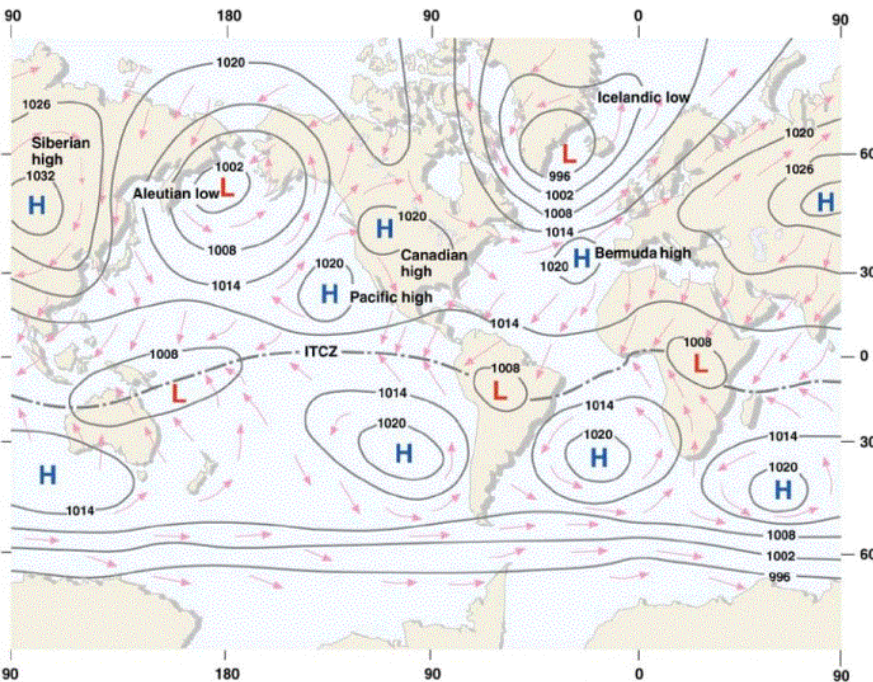 90 180 90 0 90
1020
Icelandic low
1026
1020
Siberian
high
60
1002
996
1026
1032
Aleutian low
L
L
1002
H
H
1020
1008
H
1014
1008
Canadian
high
1020
H
Bermuda high
1020
30
1014
H
Pacific high
1014
1008
ITCZ
1008
1008
0
L
L
L
1014
1014
30
1020
1020
1014
H
H
H
1020
H
1014
1008
1002
60
996
90 180 90 0 90